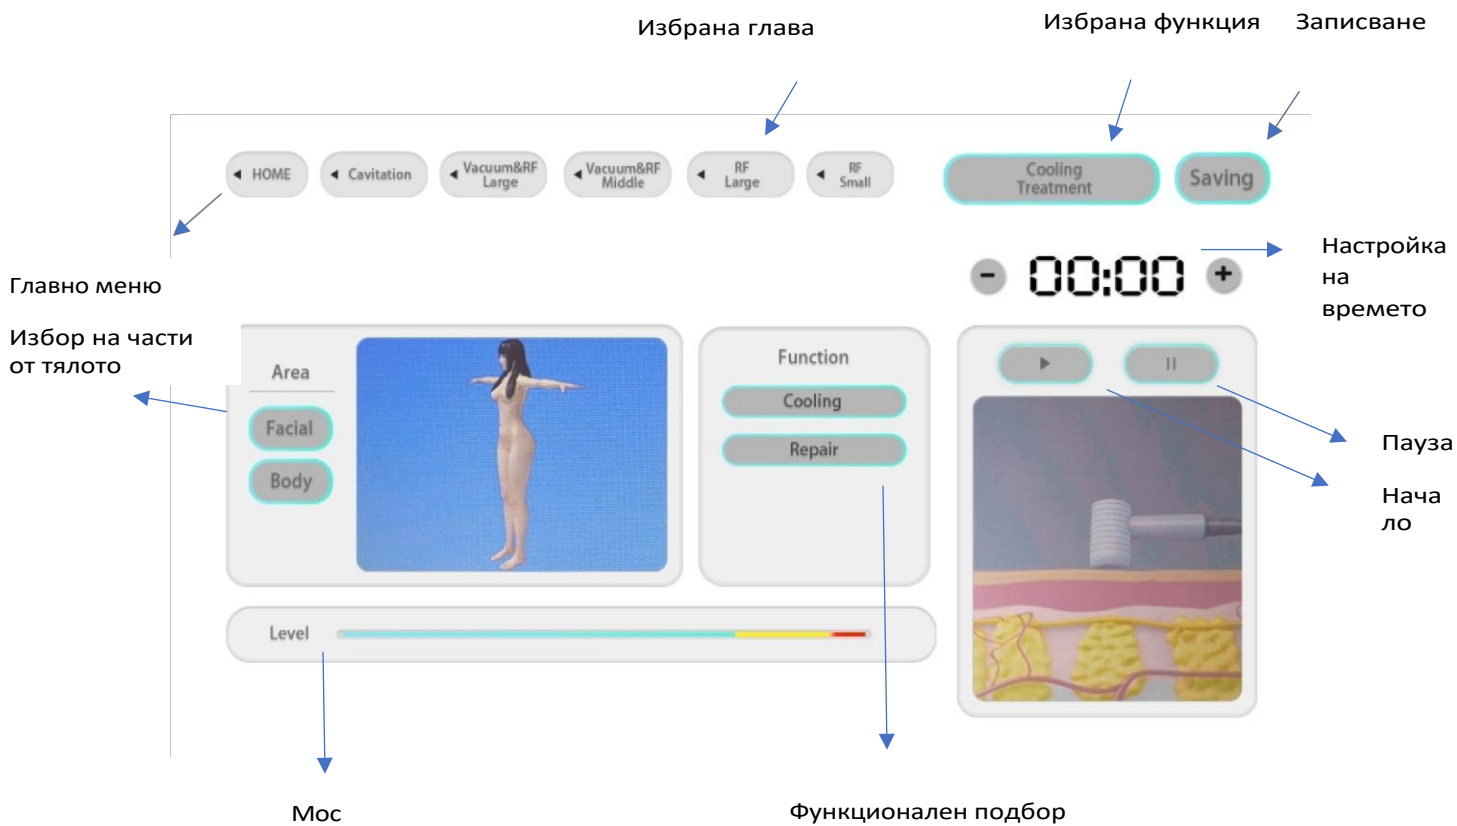 Избрана глава
Избрана функция
Записване
HOME
Cavitation
Vacuum&RF
Large
Vacuum&RF
Middle
RF
Large
RF
Small
Cooling
Treatment
Saving
Главно меню
- 00:00 +
Настройка
на
времето
Избор на части
от тялото
Area
Facial
Body
Function
Cooling
Repair
Пауза
Нача
ло
Level
Мос
Функционален подбор